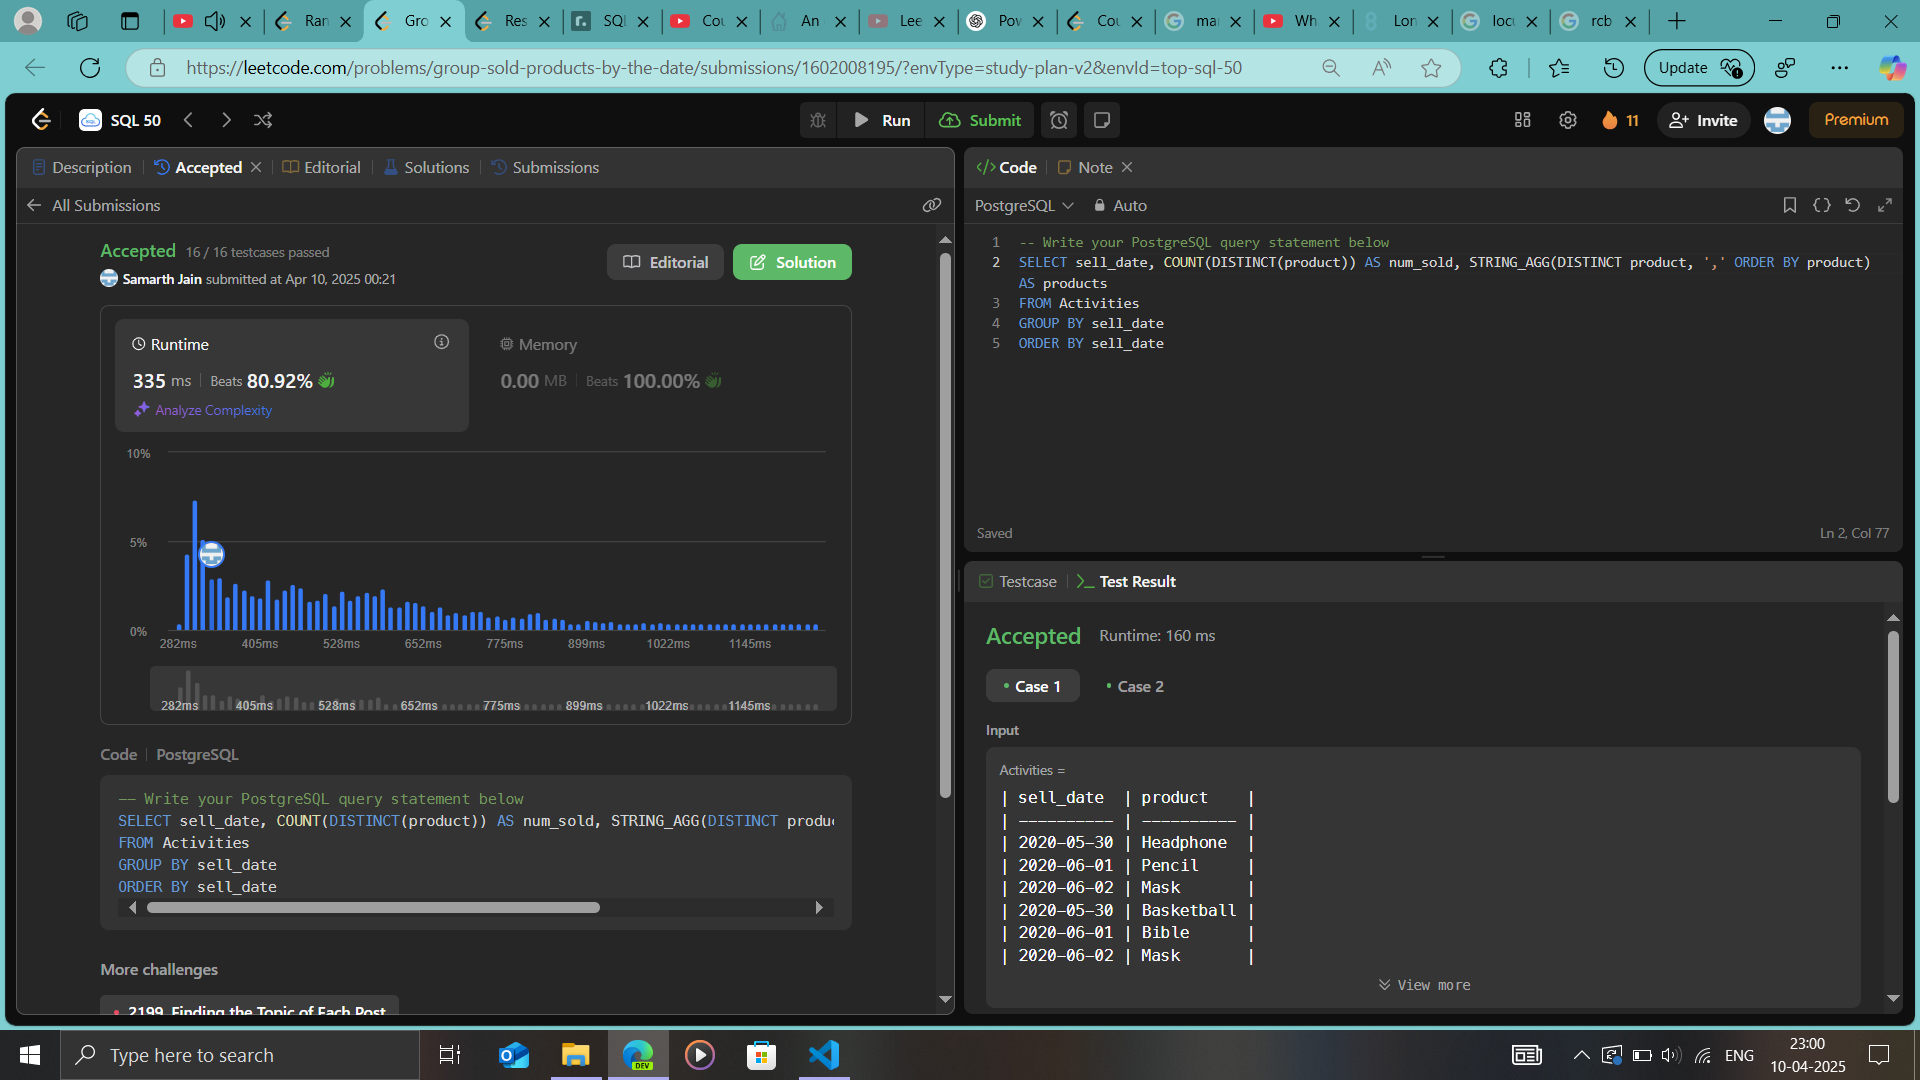 Ran
Gro
Res
SQL
Cou
An
Lee
Pow
Cou
mar
Wh
Lon
locu
rcb
https://leetcode.com/problems/group-sold-products-by-the-date/submissions/1602008195/?envType=study-plan-v2&envId=top-sql-50
Update
SQL 50
Run
Submit
11
Invite
Premium
Description
Accepted
Editorial
Solutions
Submissions
All Submissions
Accepted 16 / 16 testcases passed
Samarth Jain submitted at Apr 10, 2025 00:21
Editorial
Solution
Runtime
335 ms Beats 80.92%
Analyze Complexity
Memory
0.00 MB Beats 100.00%
10%
5%
0%
282ms 405ms 528ms 652ms 775ms 899ms 1022ms 1145ms
282ms 405ms 528ms 652ms 775ms 899ms 1022ms 1145ms
Code | PostgreSQL
-- Write your PostgreSQL query statement below
SELECT sell_date, COUNT(DISTINCT(product)) AS num_sold, STRING_AGG(DISTINCT produc
FROM Activities
GROUP BY sell_date
ORDER BY sell_date
More challenges
2199. Finding the Topic of Each Post
Code
Note
PostgreSQL
Auto
1 -- Write your PostgreSQL query statement below
2 SELECT sell_date, COUNT(DISTINCT(product)) AS num_sold, STRING_AGG(DISTINCT product, ',' ORDER BY product)
AS products
3 FROM Activities
4 GROUP BY sell_date
5 ORDER BY sell_date
Saved
Ln 2, Col 77
Testcase
Test Result
Accepted Runtime: 160 ms
Case 1
Case 2
Input
Activities =
| sell_date | product |
| ---------- | ---------- |
| 2020-05-30 | Headphone |
| 2020-06-01 | Pencil |
| 2020-06-02 | Mask |
| 2020-05-30 | Basketball |
| 2020-06-01 | Bible |
| 2020-06-02 | Mask |
View more
Type here to search
DEV
ENG
23:00
10-04-2025